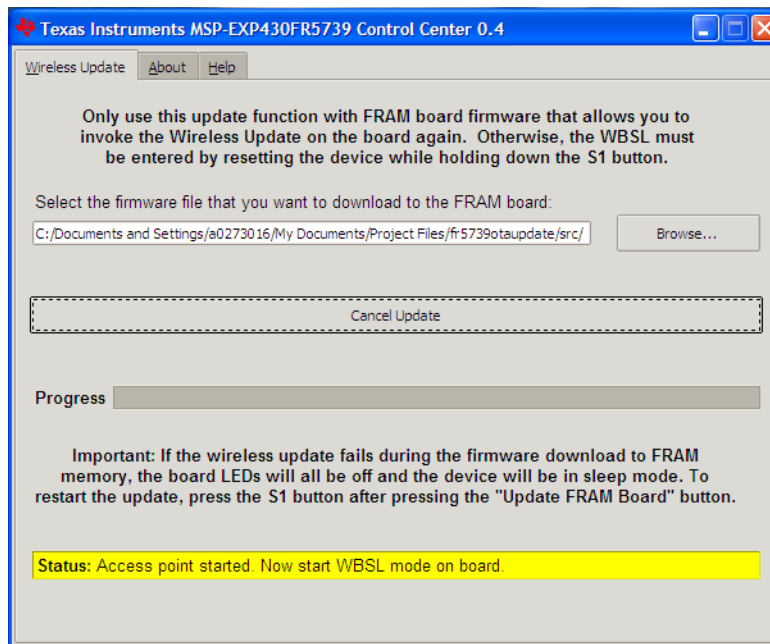 Texas Instruments MSP-EXP430FR5739 Control Center 0.4
Wireless Update About Help
Only use this update function with FRAM board firmware that allows you to
invoke the Wireless Update on the board again. Otherwise, the WBSL must
be entered by resetting the device while holding down the S1 button.
Select the firmware file that you want to download to the FRAM board:
C:/Documents and Settings/a0273016/My Documents/Project Files/fr5739otaupdate/src/
Browse...
Cancel Update
Progress
Important: If the wireless update fails during the firmware download to FRAM
memory, the board LEDs will all be off and the device will be in sleep mode. To
restart the update, press the S1 button after pressing the "Update FRAM Board" button.
Status: Access point started. Now start WBSL mode on board.